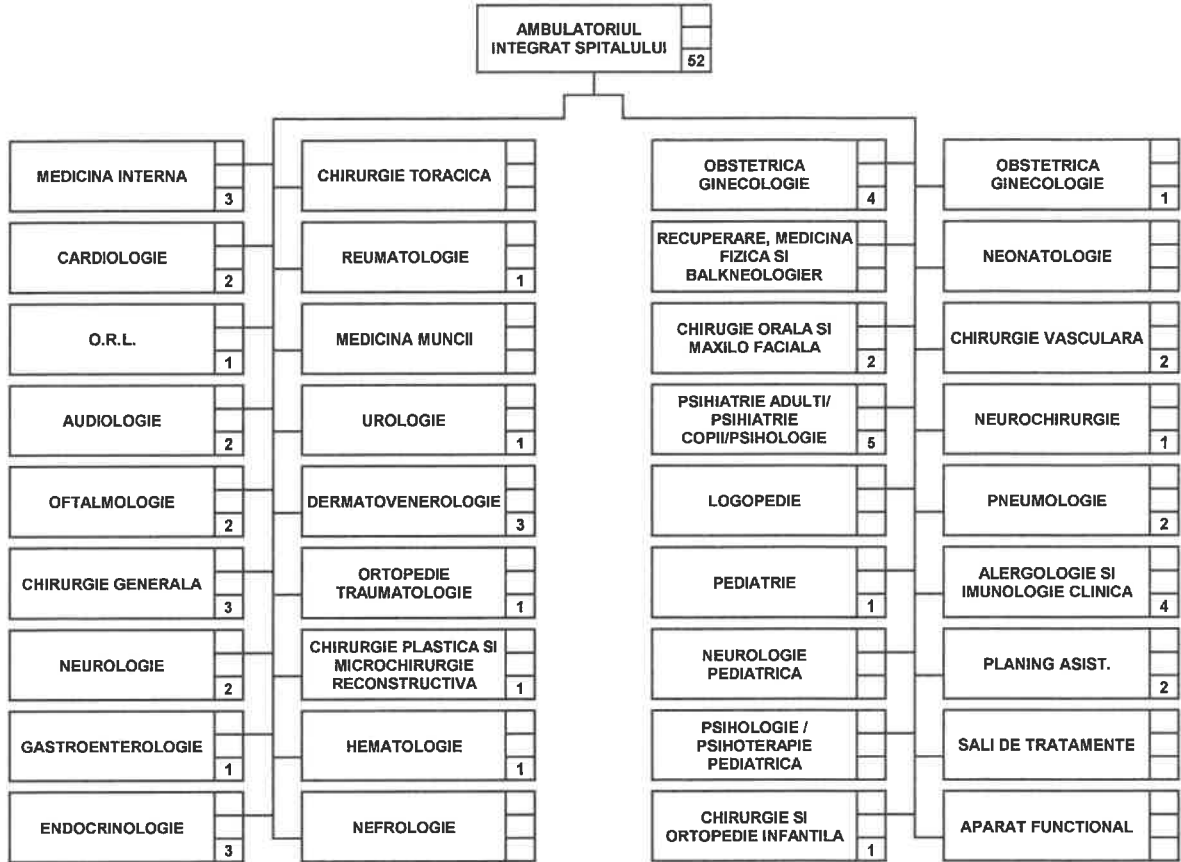 AMBULATORIUL
INTEGRAT SPITALULUI
52
MEDICINA INTERNA
3
CHIRURGIE TORACICA
OBSTETRICA
GINECOLOGIE
4
OBSTETRICA
GINECOLOGIE
1
CARDIOLOGIE
2
REUMATOLOGIE
1
RECUPERARE, MEDICINA
FIZICA SI
BALKNEOLOGIER
NEONATOLOGIE
O.R.L.
1
MEDICINA MUNCII
CHIRUGIE ORALA SI
MAXILO FACIALA
2
CHIRURGIE VASCULARA
2
AUDIOLOGIE
2
UROLOGIE
1
PSIHIATRIE ADULTI/
PSIHIATRIE
COPII/PSIHOLOGIE
5
NEUROCHIRURGIE
1
OFTALMOLOGIE
2
DERMATOVENEROLOGIE
3
LOGOPEDIE
PNEUMOLOGIE
2
CHIRURGIE GENERALA
3
ORTOPEDIE
TRAUMATOLOGIE
1
PEDIATRIE
1
ALERGOLOGIE SI
IMUNOLOGIE CLINICA
4
NEUROLOGIE
2
CHIRURGIE PLASTICA SI
MICROCHIRURGIE
RECONSTRUCTIVA
1
NEUROLOGIE
PEDIATRICA
PLANING ASIST.
2
GASTROENTEROLOGIE
1
HEMATOLOGIE
1
PSIHOLOGIE /
PSIHOTERAPIE
PEDIATRICA
SALI DE TRATAMENTE
ENDOCRINOLOGIE
3
NEFROLOGIE
CHIRURGIE SI
ORTOPEDIE INFANTILA
1
APARAT FUNCTIONAL